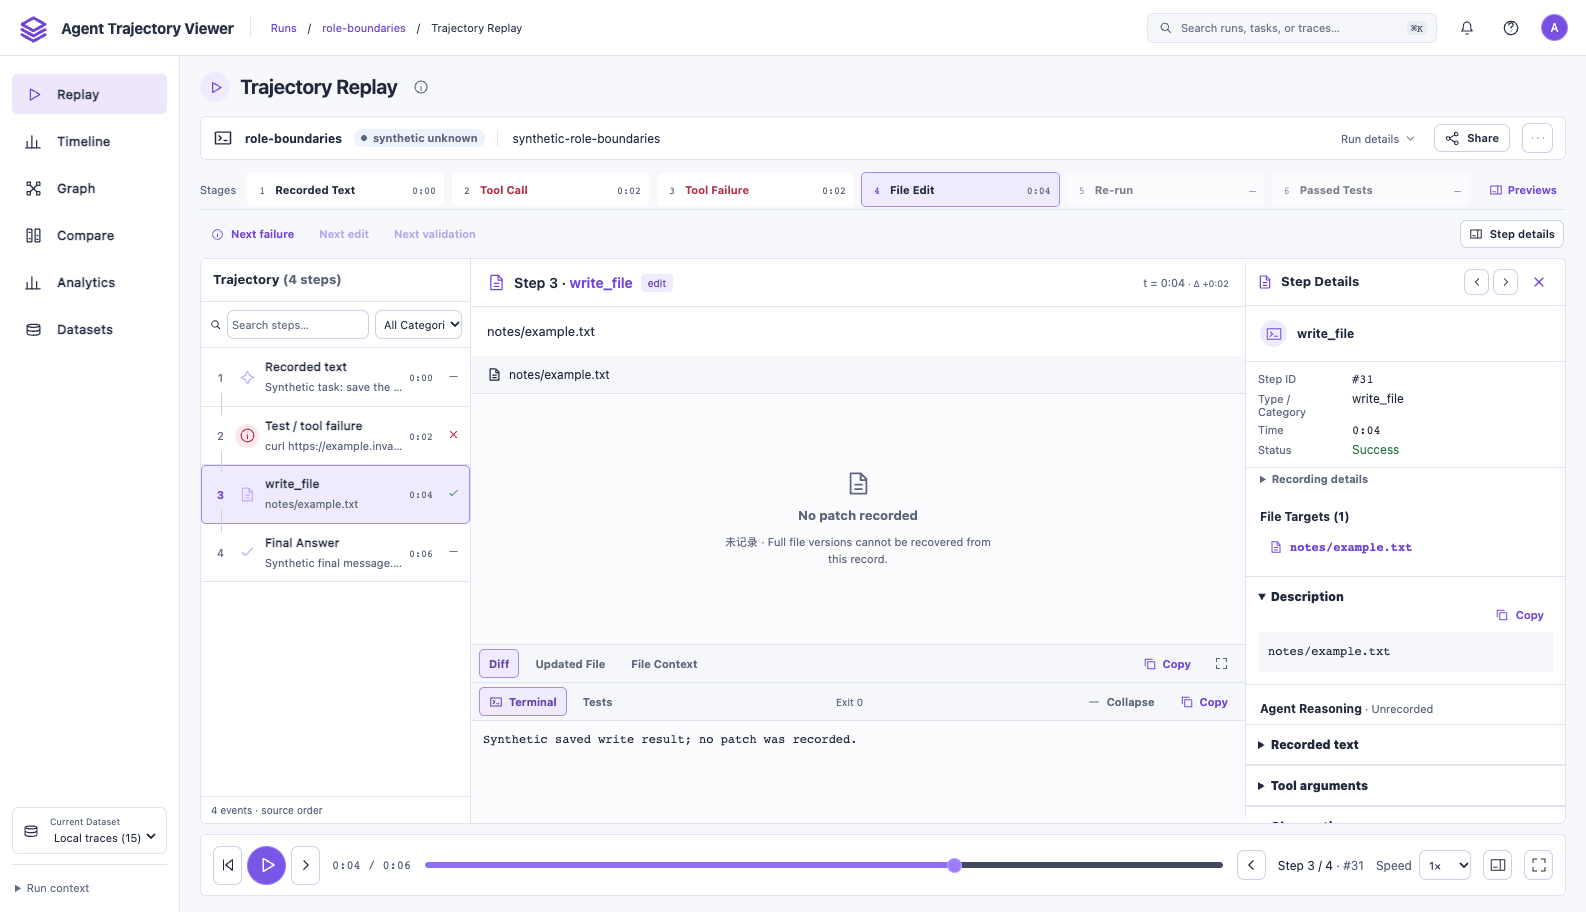 Agent Trajectory Viewer
Runs / role-boundaries / Trajectory Replay
Search runs, tasks, or traces...
⌘K
A
Replay
Timeline
Graph
Compare
Analytics
Datasets
Current Dataset
Local traces (15)
Run context
Trajectory Replay
role-boundaries
synthetic unknown
synthetic-role-boundaries
Run details
Share
...
Stages
1 Recorded Text 0:00
2 Tool Call 0:02
3 Tool Failure 0:02
4 File Edit 0:04
5 Re-run —
6 Passed Tests —
Previews
Next failure
Next edit
Next validation
Step details
Trajectory (4 steps)
Search steps...
All Categori
1 Recorded text 0:00 —
Synthetic task: save the ...
2 Test / tool failure 0:02
curl https://example.inva...
3 write_file 0:04
notes/example.txt
4 Final Answer 0:06 —
Synthetic final message....
4 events · source order
Step 3 · write_file edit
t = 0:04 · Δ +0:02
notes/example.txt
notes/example.txt
No patch recorded
未记录 · Full file versions cannot be recovered from
this record.
Diff
Updated File
File Context
Copy
Terminal
Tests
Exit 0
— Collapse
Copy
Synthetic saved write result; no patch was recorded.
Step Details
write_file
Step ID #31
Type /
Category
write_file
Time 0:04
Status Success
Recording details
File Targets (1)
notes/example.txt
Description
Copy
notes/example.txt
Agent Reasoning · Unrecorded
Recorded text
Tool arguments
0:04 / 0:06
Step 3 / 4 · #31
Speed
1×